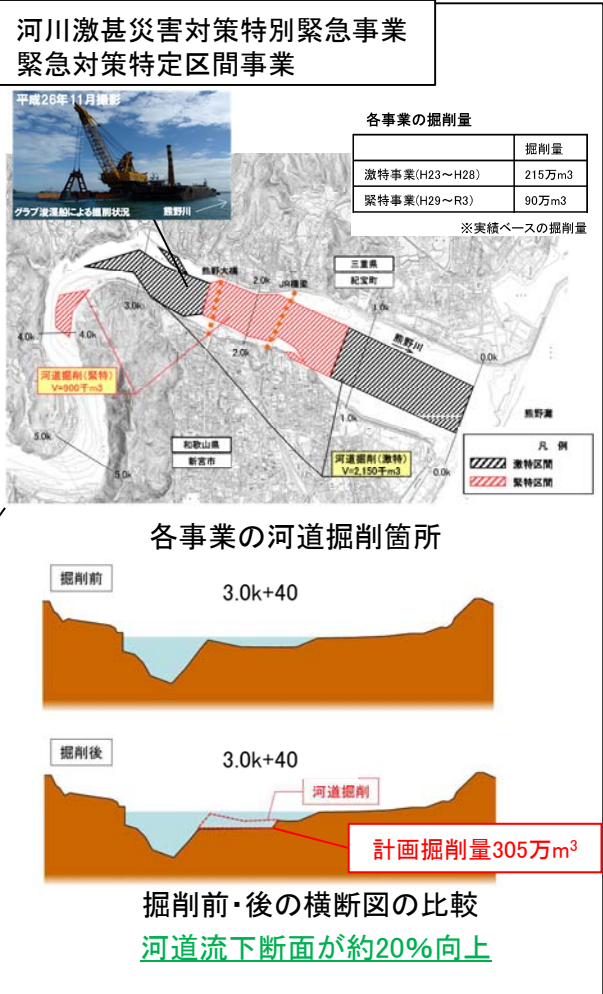 河川激甚災害対策特別緊急事業
緊急対策特定区間事業
平成26年11月撮影
グラブ浚渫船による掘削状況
熊野川
各事業の掘削量
掘削量
激特事業(H23～H28) 215万m3
緊特事業(H29～R3) 90万m3
※実績ベースの掘削量
三重県
紀宝町
熊野大橋
2.0k
JR橋梁
1.0k
3.0k
熊野川
0.0k
4.0k
4.0k
2.0k
河道掘削(緊特)
V=900千m3
1.0k
熊野灘
和歌山県
新宮市
5.0k
5.0k
河道掘削(激特)
V=2,150千m3
0.0k
凡 例
激特区間
緊特区間
各事業の河道掘削箇所
掘削前
3.0k+40
掘削後
3.0k+40
河道掘削
計画掘削量305万m³
掘削前・後の横断図の比較
河道流下断面が約20%向上